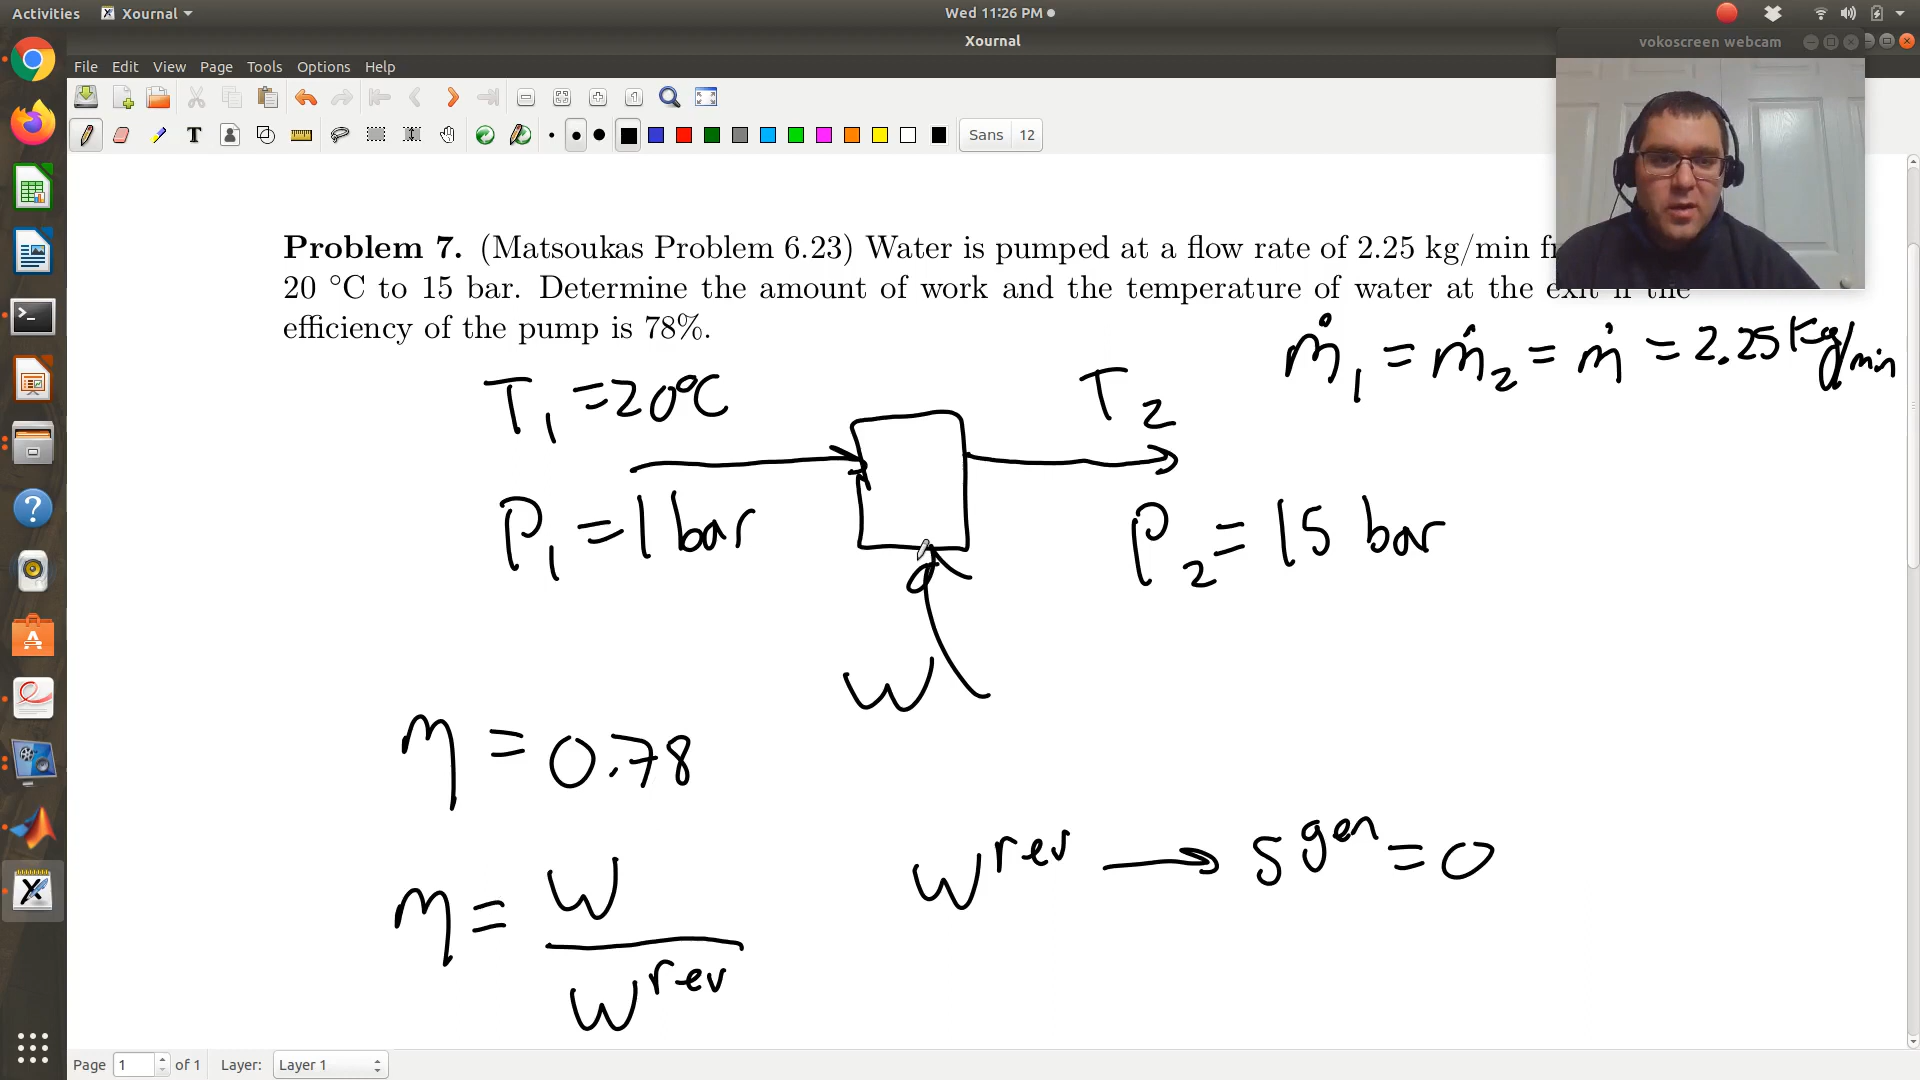 Activities Xournal Wed 11:26 PM
Xournal
vokoscreen webcam
File Edit View Page Tools Options Help
Sans 12
Problem 7. (Matsoukas Problem 6.23) Water is pumped at a flow rate of 2.25 kg/min
20 °C to 15 bar. Determine the amount of work and the temperature of water at the exit if the
efficiency of the pump is 78%.
ṁ₁ = ṁ₂ = ṁ = 2.25 Kg/min
T₁ = 20°C
T₂
P₁ = 1 bar
P₂ = 15 bar
W
η = 0.78
η = W / W^rev
W^rev → S^gen = 0
Page 1 of 1 Layer: Layer 1